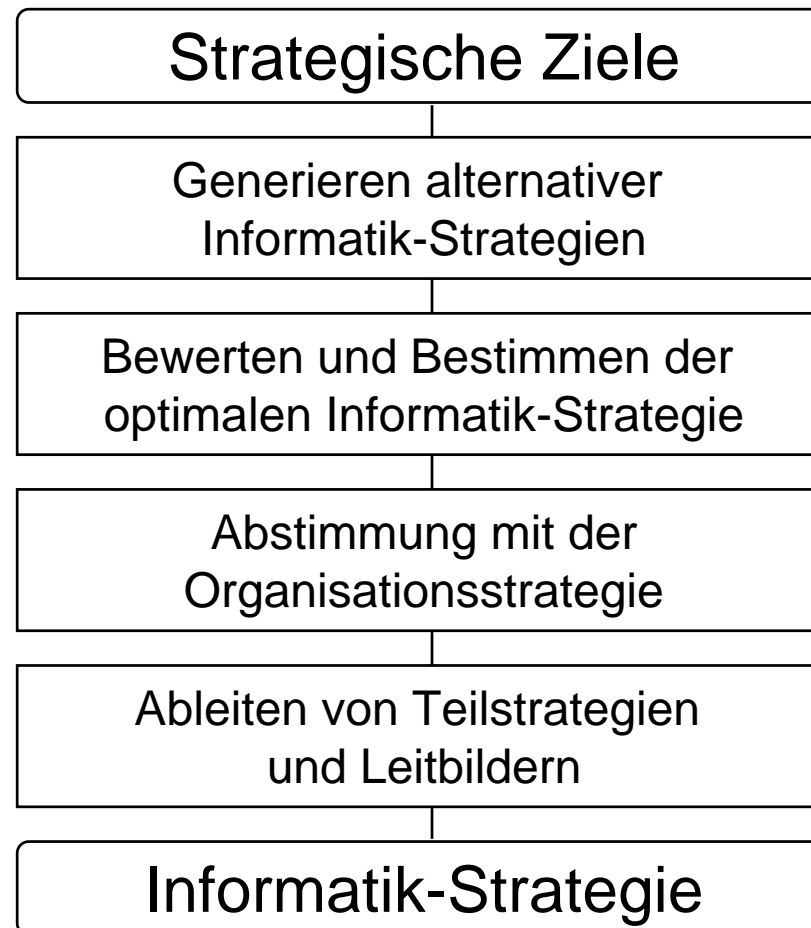 Strategische Ziele
Generieren alternativer
Informatik-Strategien
Bewerten und Bestimmen der
optimalen Informatik-Strategie
Abstimmung mit der
Organisationsstrategie
Ableiten von Teilstrategien
und Leitbildern
Informatik-Strategie